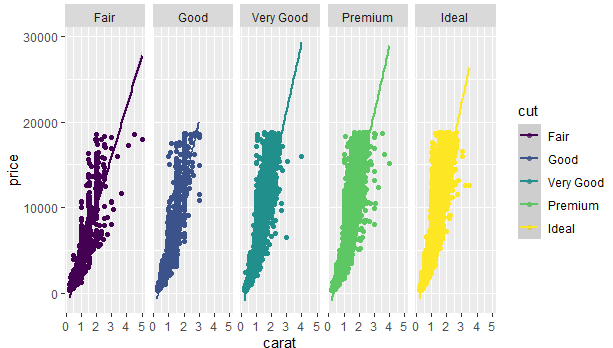 Fair Good Very Good Premium Ideal
30000
20000
10000
0
price
0 1 2 3 4 5 0 1 2 3 4 5 0 1 2 3 4 5 0 1 2 3 4 5 0 1 2 3 4 5
carat
cut
Fair
Good
Very Good
Premium
Ideal